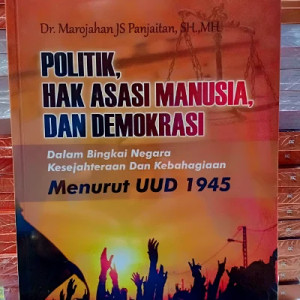 Dr. Marojahan JS Panjaitan, SH.,MH.
POLITIK,
HAK ASASI MANUSIA,
DAN DEMOKRASI
Dalam Bingkai Negara
Kesejahteraan Dan Kebahagiaan
Menurut UUD 1945